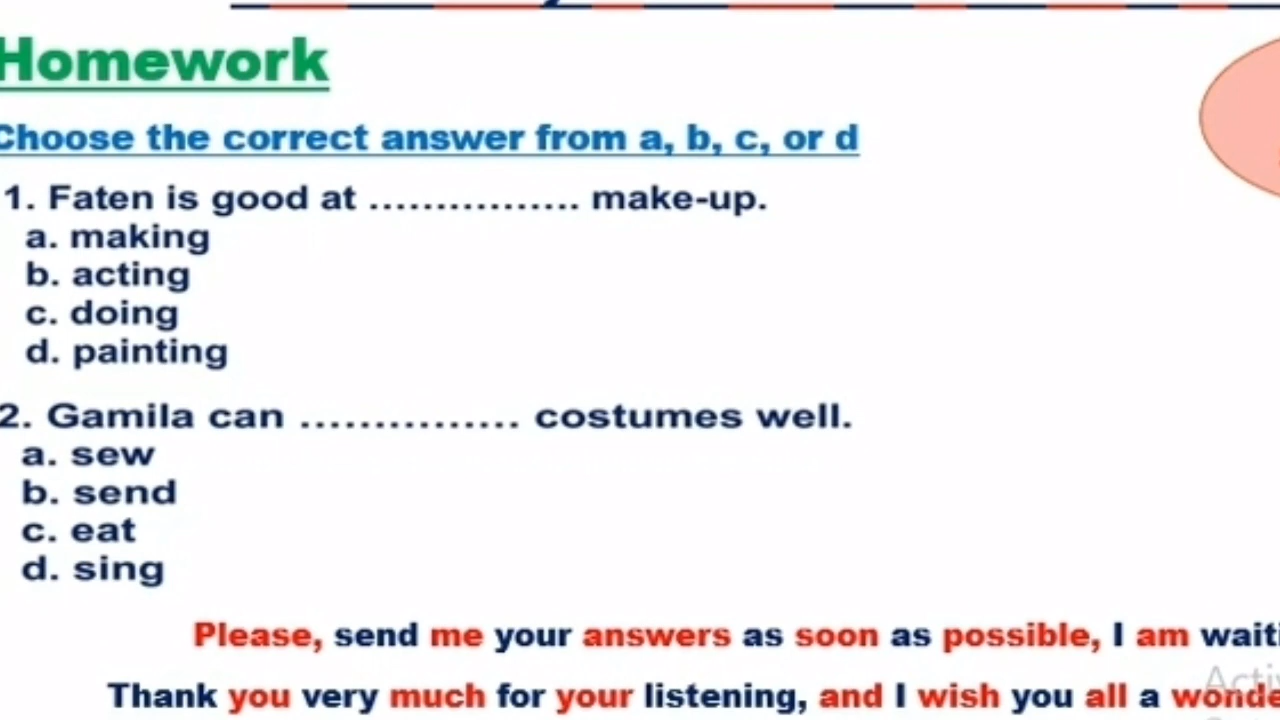 Homework
Choose the correct answer from a, b, c, or d
1. Faten is good at ................ make-up.
a. making
b. acting
c. doing
d. painting
2. Gamila can ............... costumes well.
a. sew
b. send
c. eat
d. sing
Please, send me your answers as soon as possible, I am waiti
Thank you very much for your listening, and I wish you all a wonde